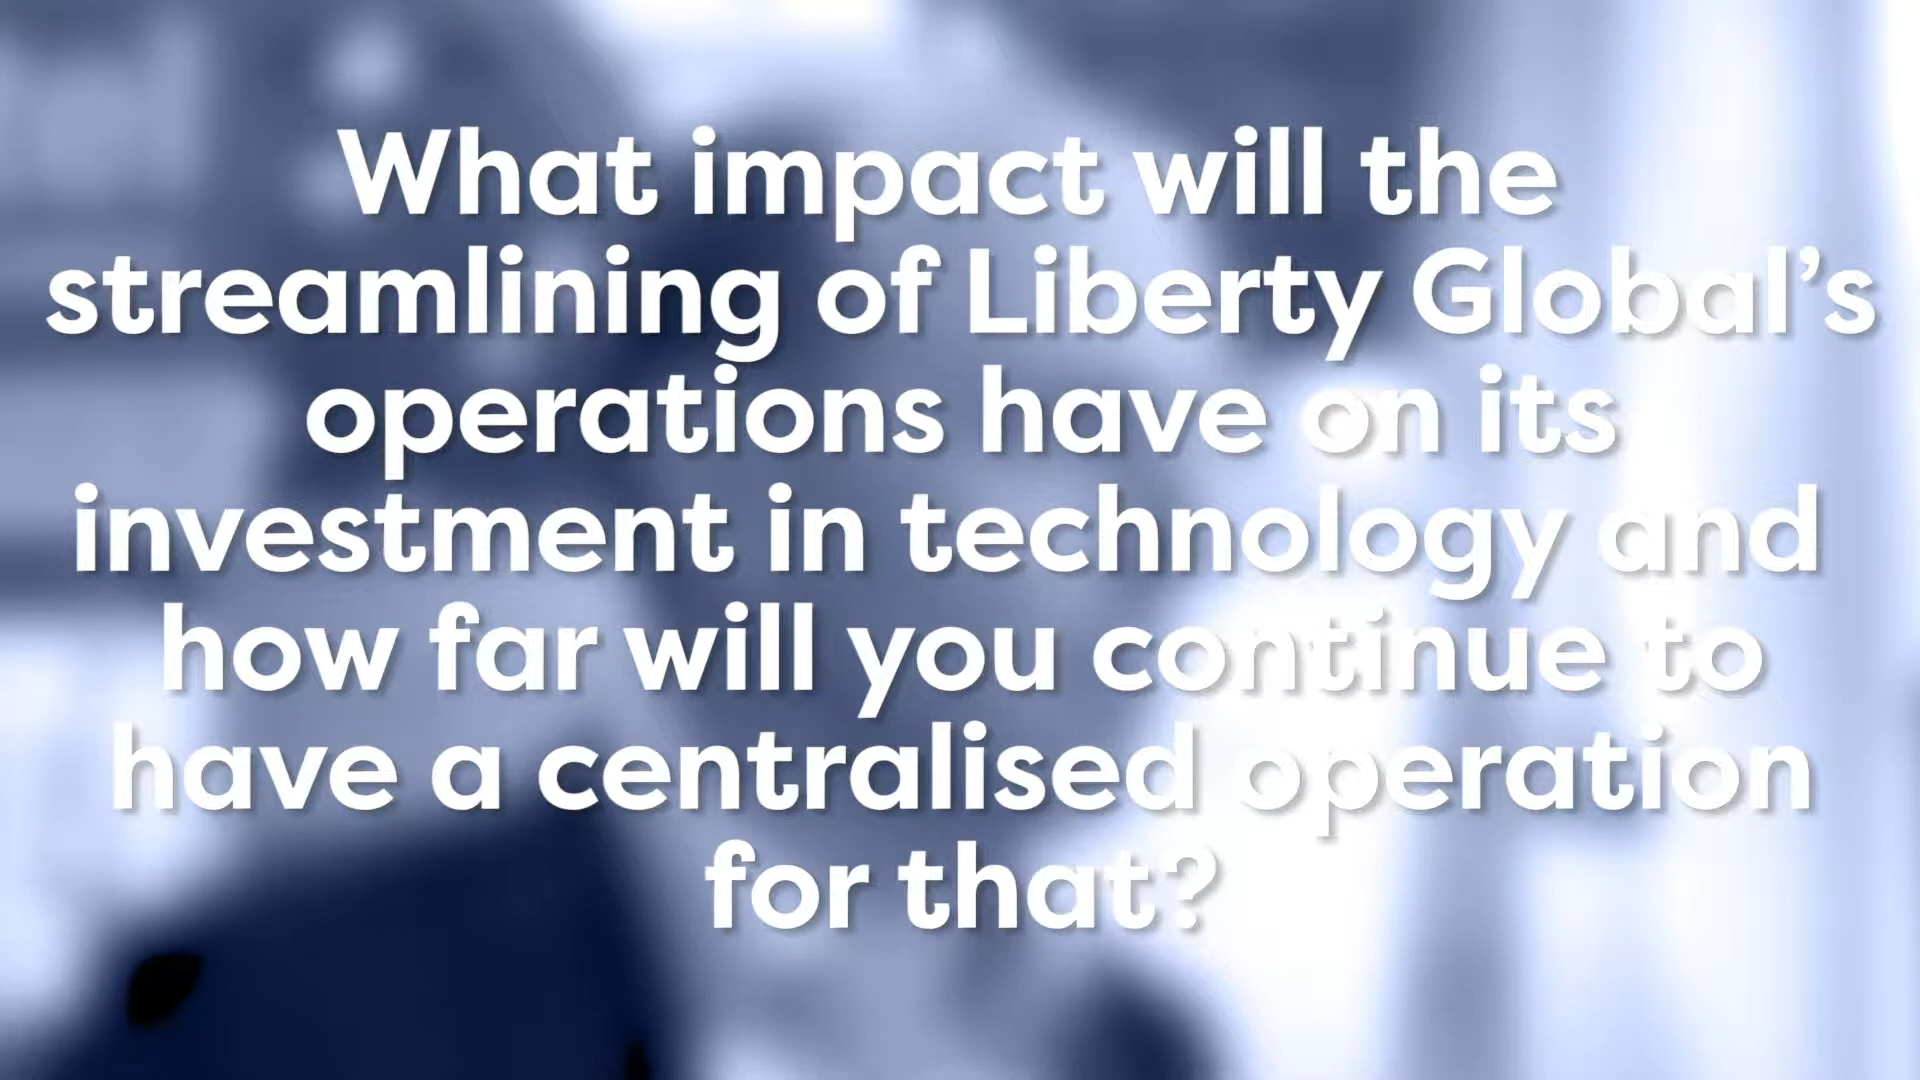 What impact will the
streamlining of Liberty Global’s
operations have on its
investment in technology and
how far will you continue to
have a centralised operation
for that?